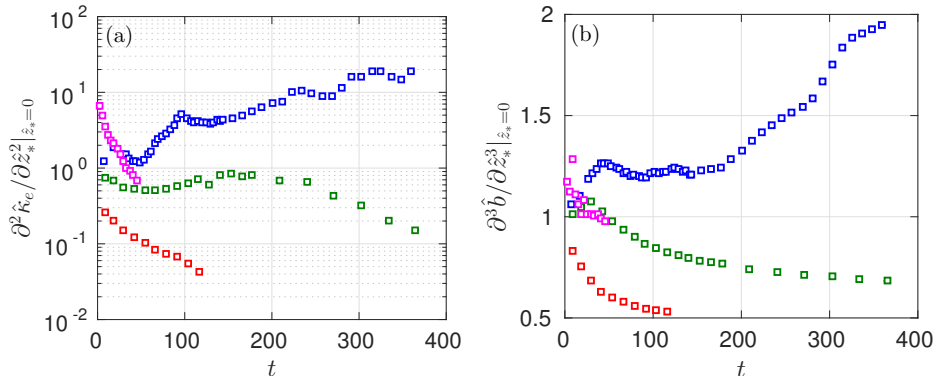 (a)
10^2
10^1
10^0
10^{-1}
10^{-2}
∂²κ̂_e/∂ẑ_*²|_{ẑ_*=0}
0 100 200 300 400
t
(b)
2
1.5
1
0.5
∂³b̂/∂ẑ_*³|_{ẑ_*=0}
0 100 200 300 400
t